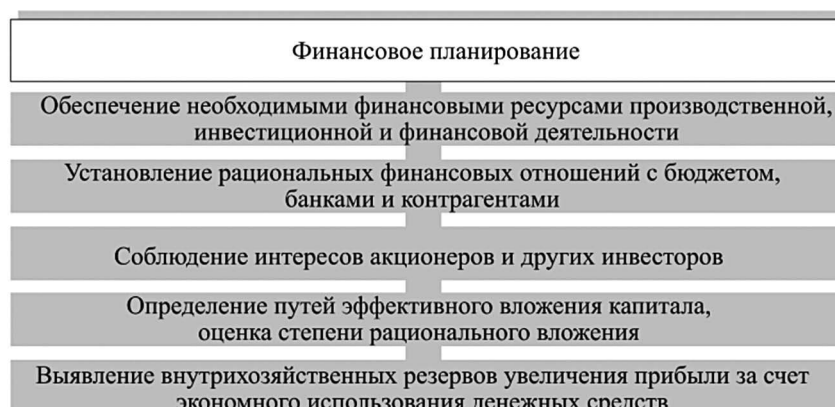 Финансовое планирование
Обеспечение необходимыми финансовыми ресурсами производственной,
инвестиционной и финансовой деятельности
Установление рациональных финансовых отношений с бюджетом,
банками и контрагентами
Соблюдение интересов акционеров и других инвесторов
Определение путей эффективного вложения капитала,
оценка степени рационального вложения
Выявление внутрихозяйственных резервов увеличения прибыли за счет
экономного использования денежных средств